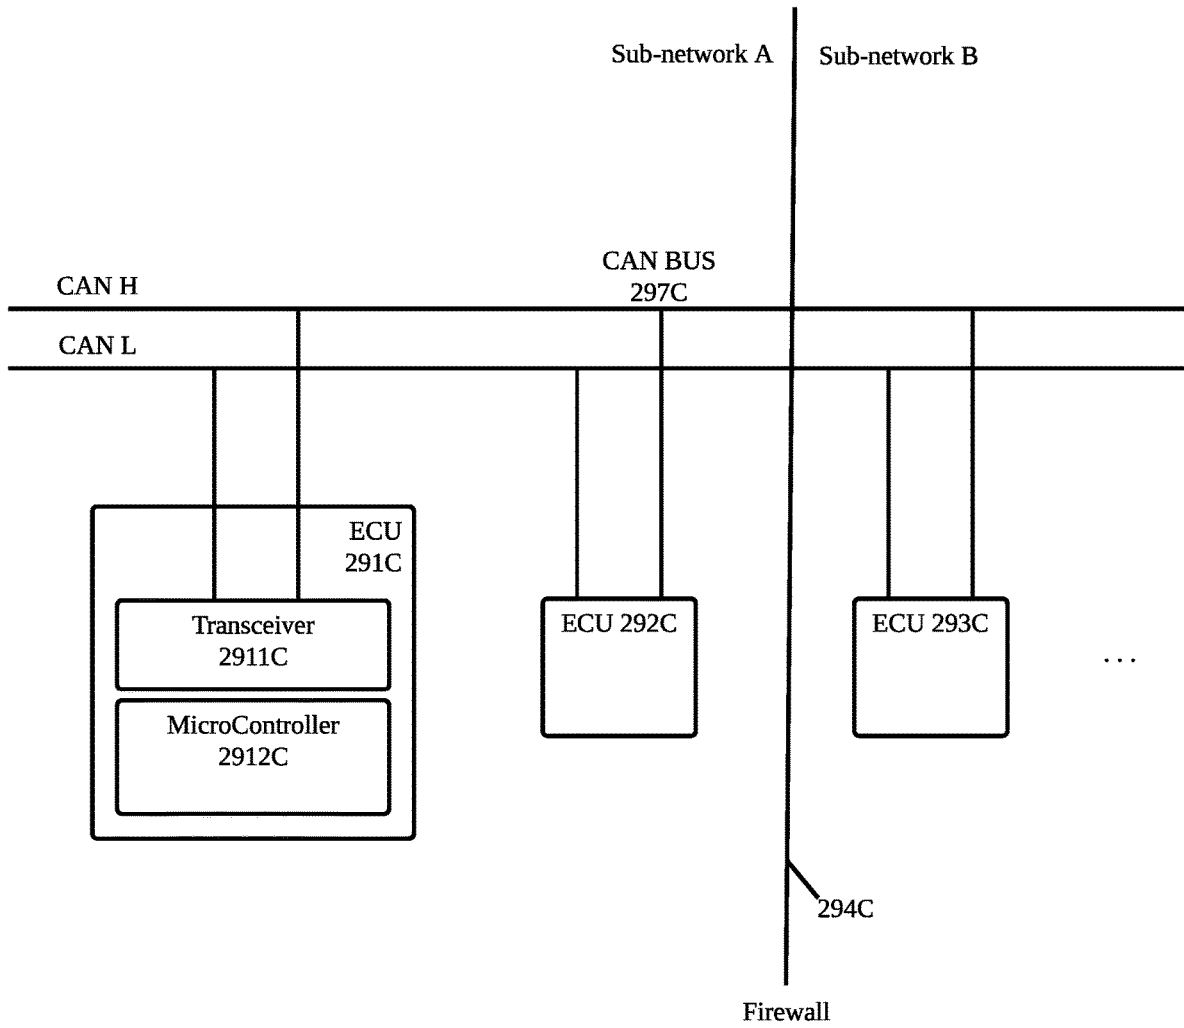 Sub-network A
Sub-network B
CAN BUS
297C
CAN H
CAN L
ECU
291C
Transceiver
2911C
MicroController
2912C
ECU 292C
ECU 293C
...
294C
Firewall